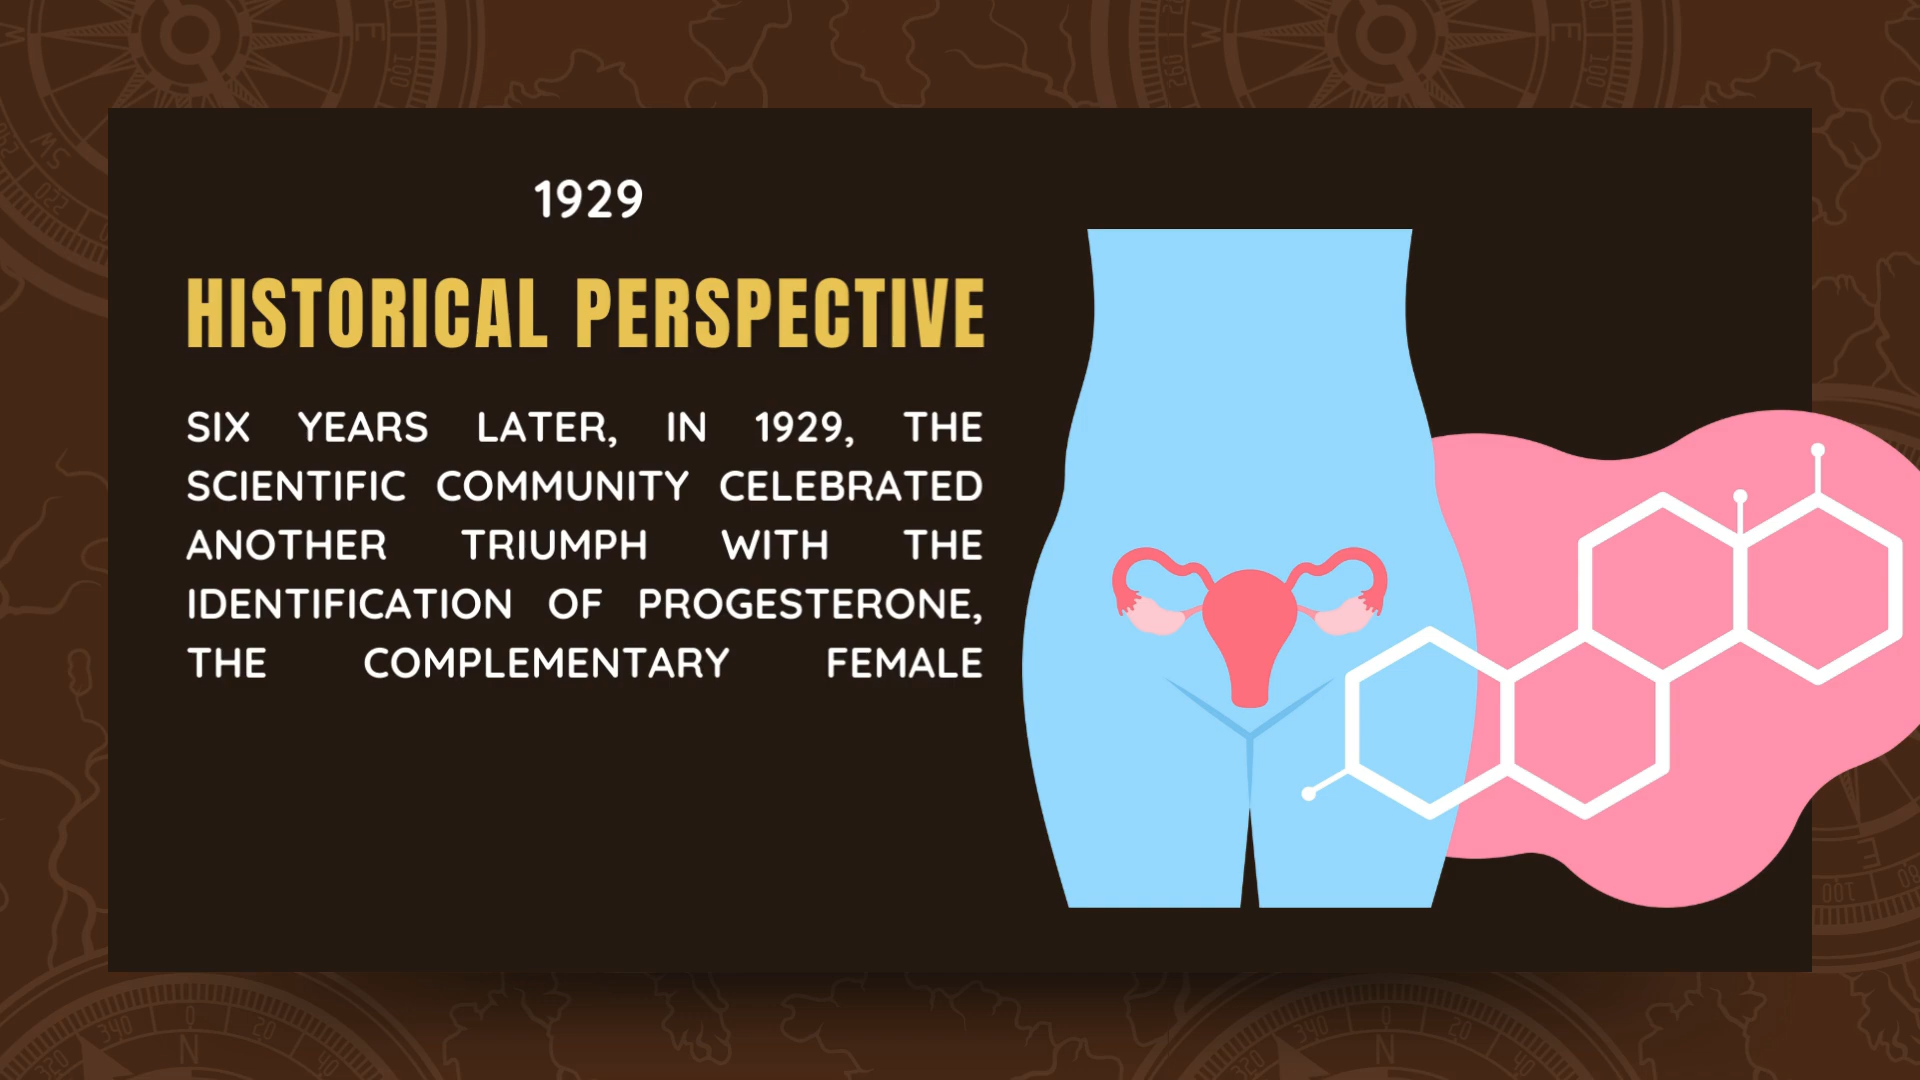 1929
HISTORICAL PERSPECTIVE
SIX YEARS LATER, IN 1929, THE
SCIENTIFIC COMMUNITY CELEBRATED
ANOTHER TRIUMPH WITH THE
IDENTIFICATION OF PROGESTERONE,
THE COMPLEMENTARY FEMALE